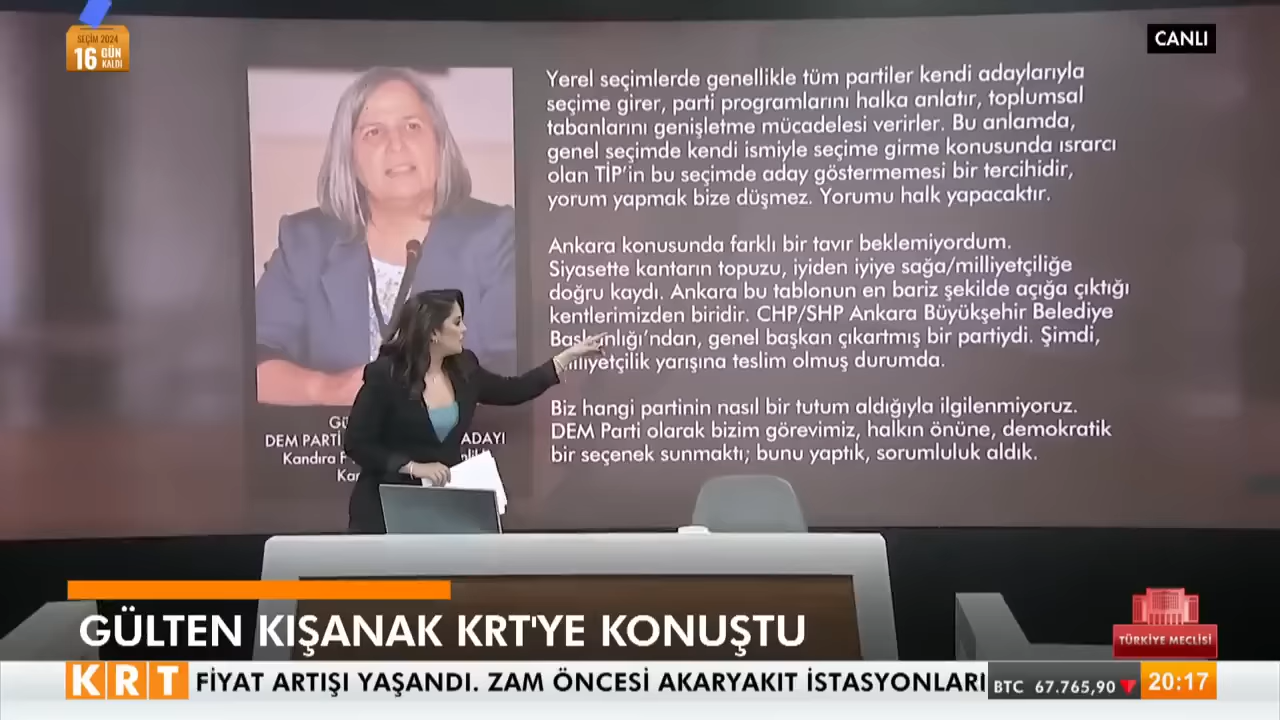 SEÇİM 2024
16 GÜN
KALDI
CANLI
Yerel seçimlerde genellikle tüm partiler kendi adaylarıyla
seçime girer, parti programlarını halka anlatır, toplumsal
tabanlarını genişletme mücadelesi verirler. Bu anlamda,
genel seçimde kendi ismiyle seçime girme konusunda ısrarcı
olan TİP'in bu seçimde aday göstermemesi bir tercihidir,
yorum yapmak bize düşmez. Yorumu halk yapacaktır.
Ankara konusunda farklı bir tavır beklemiyordum.
Siyasette kantarın topuzu, iyiden iyiye sağa/milliyetçiliğe
doğru kaydı. Ankara bu tablonun en bariz şekilde açığa çıktığı
kentlerimizden biridir. CHP/SHP Ankara Büyükşehir Belediye
Başkanlığı'ndan, genel başkan çıkartmış bir partiydi. Şimdi,
milliyetçilik yarışına teslim olmuş durumda.
Biz hangi partinin nasıl bir tutum aldığıyla ilgilenmiyoruz.
DEM Parti olarak bizim görevimiz, halkın önüne, demokratik
bir seçenek sunmaktı; bunu yaptık, sorumluluk aldık.
DEM PARTİ ADAYI
Kandıra
GÜLTEN KIŞANAK KRT'YE KONUŞTU
TÜRKİYE MECLİSİ
KRT FİYAT ARTIŞI YAŞANDI. ZAM ÖNCESİ AKARYAKIT İSTASYONLARI BTC 67.765,90 20:17